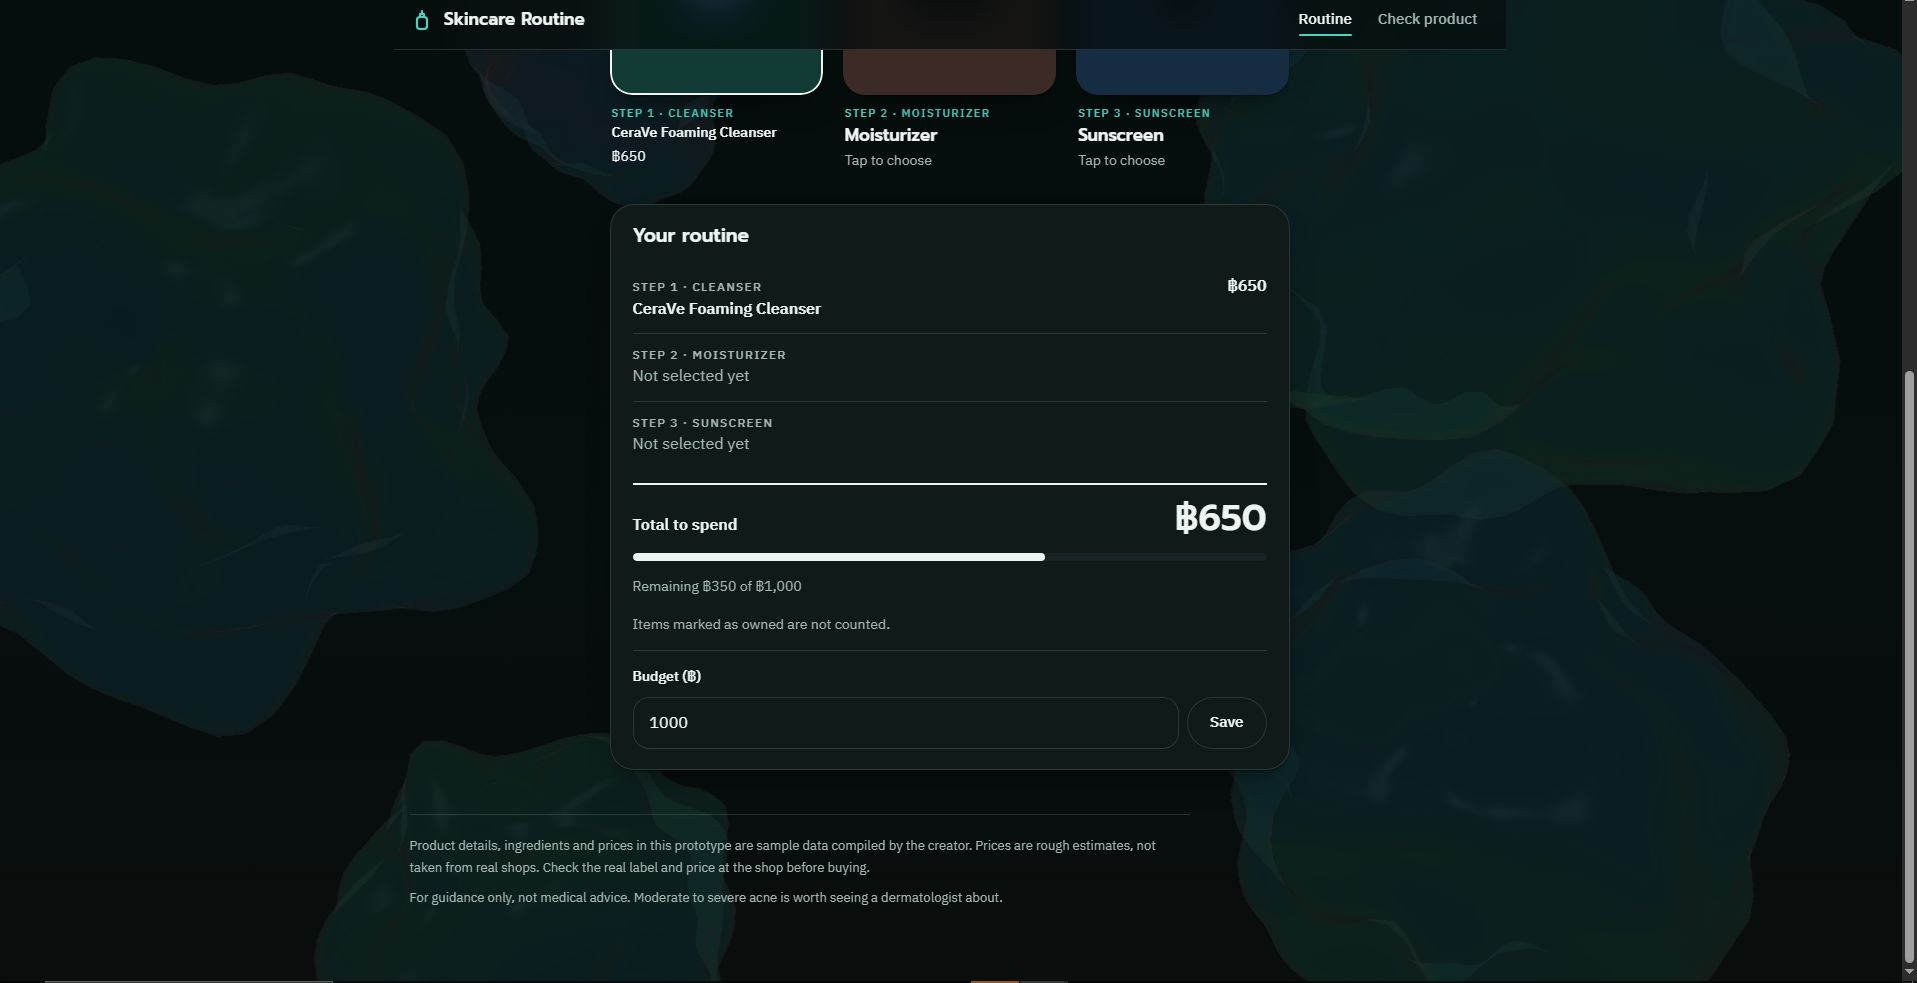 Skincare Routine
Routine
Check product
STEP 1 · CLEANSER
CeraVe Foaming Cleanser
฿650
STEP 2 · MOISTURIZER
Moisturizer
Tap to choose
STEP 3 · SUNSCREEN
Sunscreen
Tap to choose
Your routine
STEP 1 · CLEANSER
฿650
CeraVe Foaming Cleanser
STEP 2 · MOISTURIZER
Not selected yet
STEP 3 · SUNSCREEN
Not selected yet
Total to spend
฿650
Remaining ฿350 of ฿1,000
Items marked as owned are not counted.
Budget (฿)
1000
Save
Product details, ingredients and prices in this prototype are sample data compiled by the creator. Prices are rough estimates, not
taken from real shops. Check the real label and price at the shop before buying.
For guidance only, not medical advice. Moderate to severe acne is worth seeing a dermatologist about.